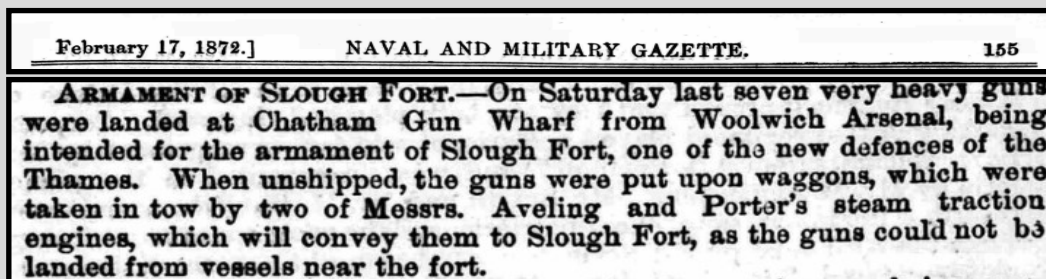 February 17, 1872.] NAVAL AND MILITARY GAZETTE. 155
ARMAMENT OF SLOUGH FORT.—On Saturday last seven very heavy guns
were landed at Chatham Gun Wharf from Woolwich Arsenal, being
intended for the armament of Slough Fort, one of the new defences of the
Thames. When unshipped, the guns were put upon waggons, which were
taken in tow by two of Messrs. Aveling and Porter's steam traction
engines, which will convey them to Slough Fort, as the guns could not be
landed from vessels near the fort.